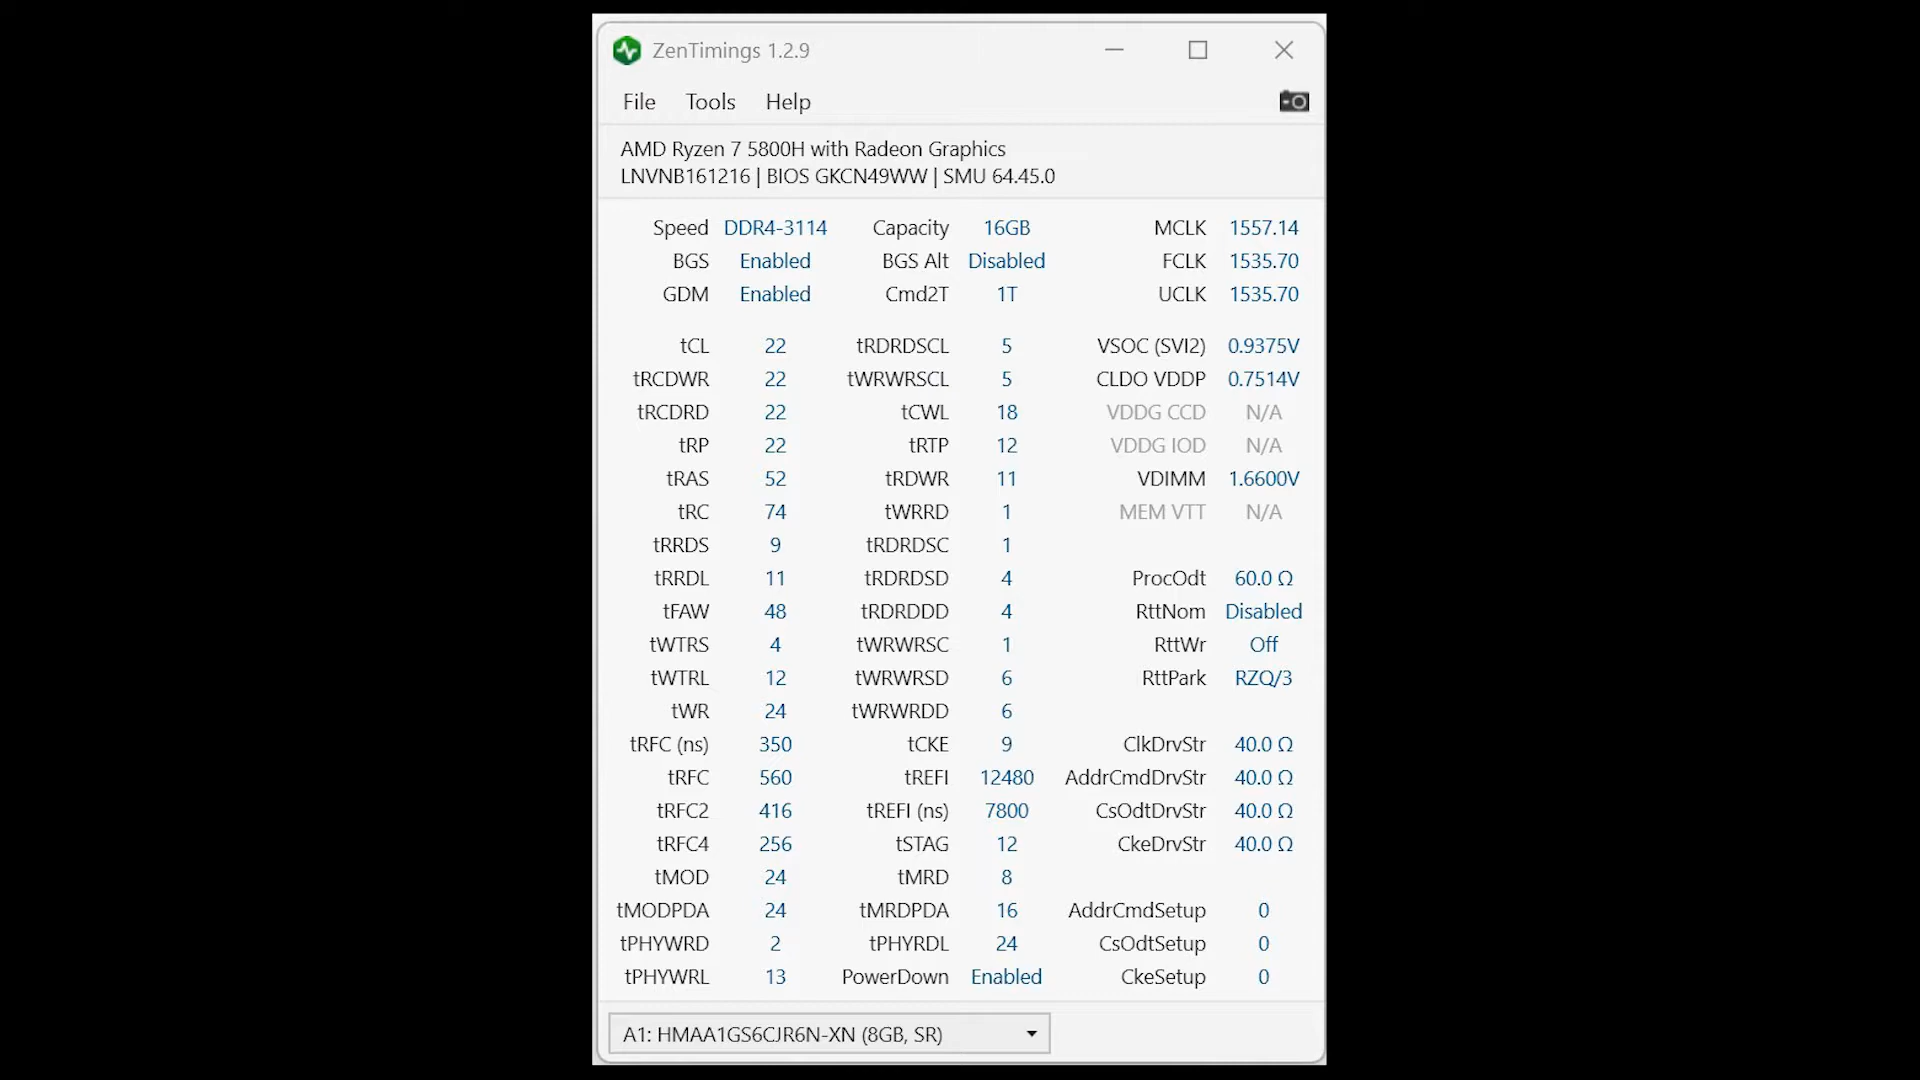 ZenTimings 1.2.9
File Tools Help
AMD Ryzen 7 5800H with Radeon Graphics
LNVNB161216 | BIOS GKCN49WW | SMU 64.45.0
Speed DDR4-3114 Capacity 16GB MCLK 1557.14
BGS Enabled BGS Alt Disabled FCLK 1535.70
GDM Enabled Cmd2T 1T UCLK 1535.70
tCL 22 tRDRDSCL 5 VSOC (SVI2) 0.9375V
tRCDWR 22 tWRWRSCL 5 CLDO VDDP 0.7514V
tRCDRD 22 tCWL 18 VDDG CCD N/A
tRP 22 tRTP 12 VDDG IOD N/A
tRAS 52 tRDWR 11 VDIMM 1.6600V
tRC 74 tWRRD 1 MEM VTT N/A
tRRDS 9 tRDRDSC 1
tRRDL 11 tRDRDSD 4 ProcOdt 60.0 Ω
tFAW 48 tRDRDDD 4 RttNom Disabled
tWTRS 4 tWRWRSC 1 RttWr Off
tWTRL 12 tWRWRSD 6 RttPark RZQ/3
tWR 24 tWRWRDD 6
tRFC (ns) 350 tCKE 9 ClkDrvStr 40.0 Ω
tRFC 560 tREFI 12480 AddrCmdDrvStr 40.0 Ω
tRFC2 416 tREFI (ns) 7800 CsOdtDrvStr 40.0 Ω
tRFC4 256 tSTAG 12 CkeDrvStr 40.0 Ω
tMOD 24 tMRD 8
tMODPDA 24 tMRDPDA 16 AddrCmdSetup 0
tPHYWRD 2 tPHYRDL 24 CsOdtSetup 0
tPHYWRL 13 PowerDown Enabled CkeSetup 0
A1: HMAA1GS6CJR6N-XN (8GB, SR)